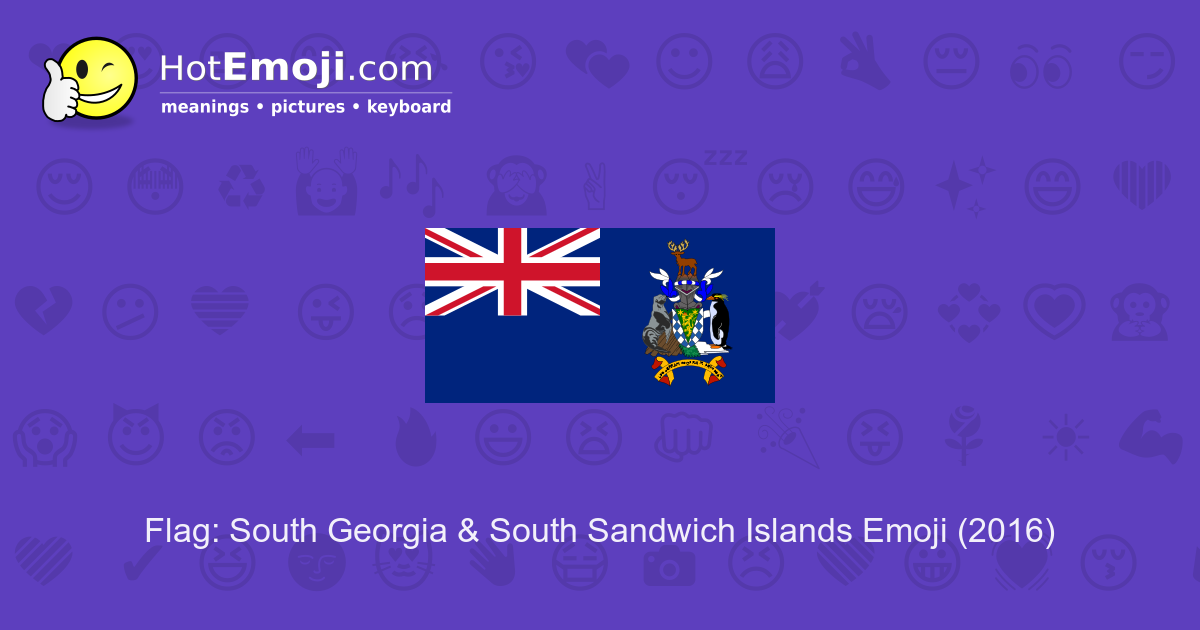 HotEmoji.com
meanings • pictures • keyboard
zzz
Flag: South Georgia & South Sandwich Islands Emoji (2016)